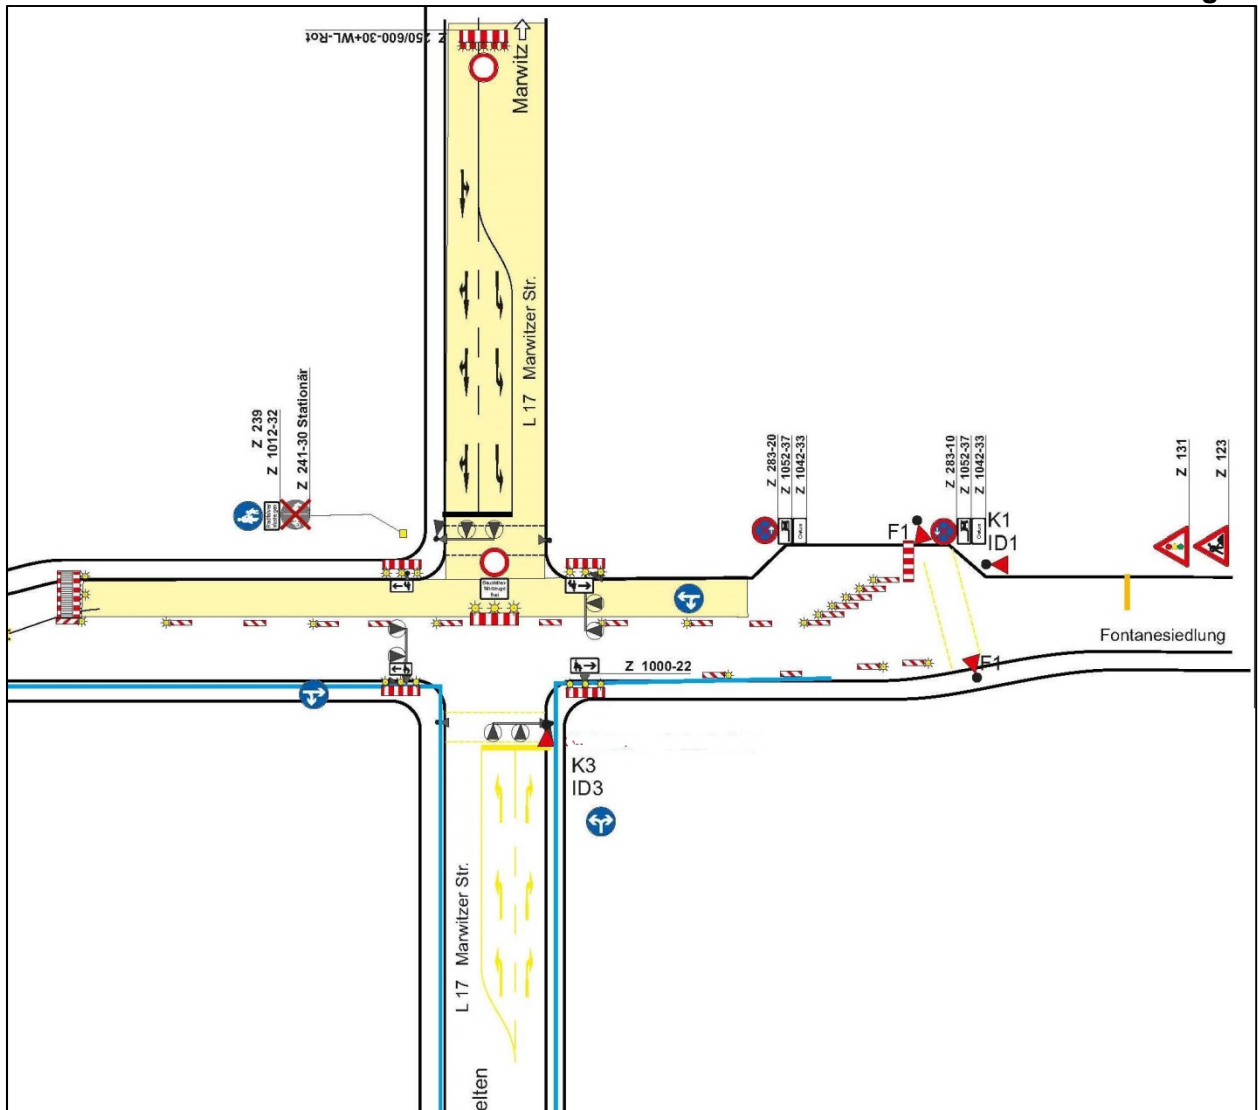 g
Z 250/600-30+WL-Rot
Marwitz
L 17 Marwitzer Str.
Z 239
Z 1012-32
Z 241-30 Stationär
Z 283-20
Z 1052-37
Z 1042-33
Z 283-10
Z 1052-37
Z 1042-33
Z 131
Z 123
F1
K1
ID1
Fontanesiedlung
frei
Z 1000-22
F1
K3
ID3
L 17 Marwitzer Str.
elten